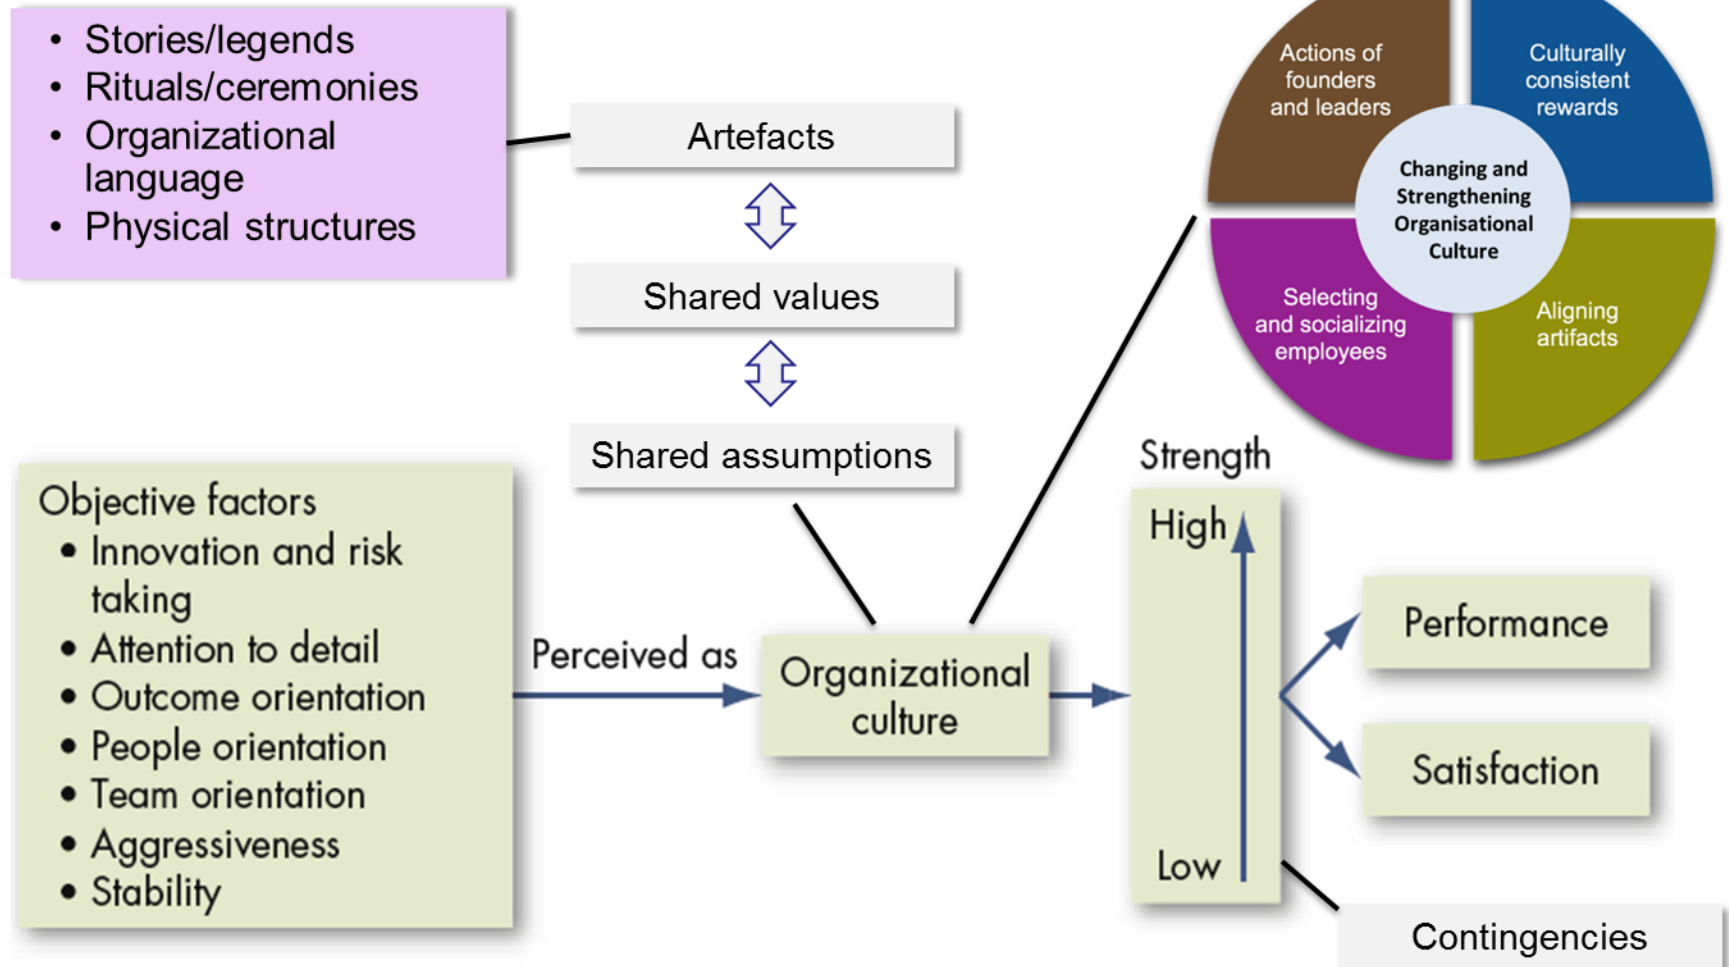 • Stories/legends
• Rituals/ceremonies
• Organizational
language
• Physical structures
Artefacts
Shared values
Shared assumptions
Actions of
founders
and leaders
Culturally
consistent
rewards
Changing and
Strengthening
Organisational
Culture
Selecting
and socializing
employees
Aligning
artifacts
Objective factors
• Innovation and risk
taking
• Attention to detail
• Outcome orientation
• People orientation
• Team orientation
• Aggressiveness
• Stability
Perceived as
Organizational
culture
Strength
High
Low
Performance
Satisfaction
Contingencies